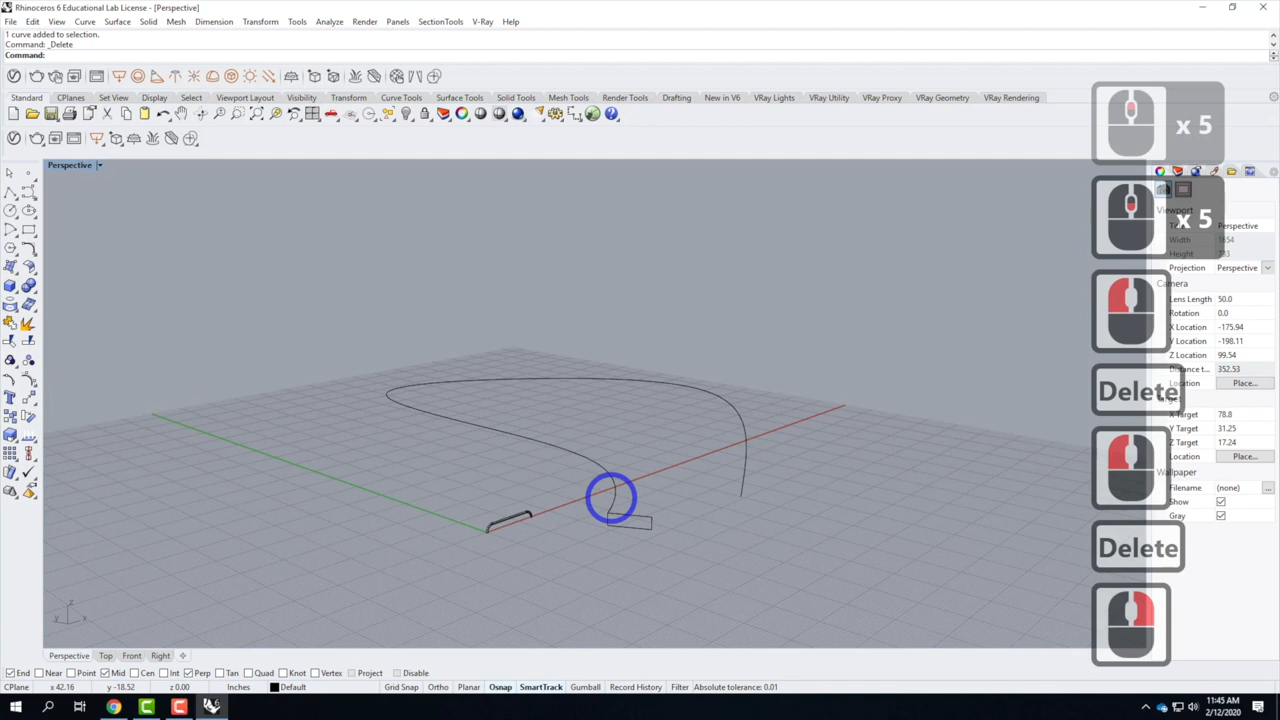 Rhinoceros 6 Educational Lab License - [Perspective]
File Edit View Curve Surface Solid Mesh Dimension Transform Tools Analyze Render Panels SectionTools V-Ray Help
1 curve added to selection.
Command: _Delete
Command:
Standard CPlanes Set View Display Select Viewport Layout Visibility Transform Curve Tools Surface Tools Solid Tools Mesh Tools Render Tools Drafting New in V6 VRay Lights VRay Utility VRay Proxy VRay Geometry VRay Rendering
x 5
Perspective
Viewport
x 5
Perspective
Width
Height
Projection Perspective
Camera
Lens Length 50.0
Rotation 0.0
X Location -175.94
Y Location -198.11
Z Location 99.54
Distance t... 352.53
Location Place...
Delete
X Target 78.8
Y Target 31.25
Z Target 17.24
Location Place...
Wallpaper
Filename (none) ...
Show
Gray
Delete
z
y x
Perspective Top Front Right
End Near Point Mid Cen Int Perp Tan Quad Knot Vertex Project Disable
CPlane x 42.16 y -18.52 z 0.00 Inches Default Grid Snap Ortho Planar Osnap SmartTrack Gumball Record History Filter Absolute tolerance: 0.01
11:45 AM
2/12/2020